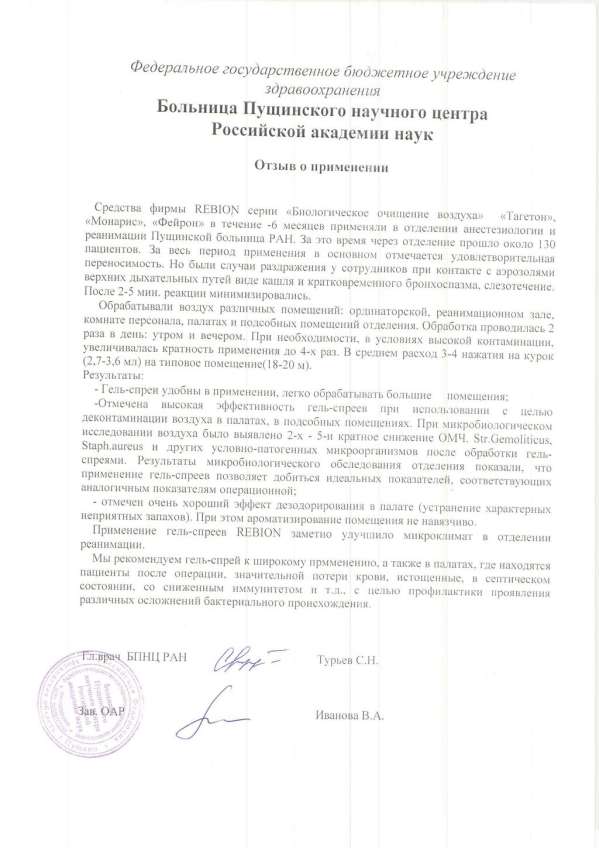 Федеральное государственное бюджетное учреждение
здравоохранения
Больница Пущинского научного центра
Российской академии наук
Отзыв о применении
Средства фирмы REBION серии «Биологическое очищение воздуха» «Тагетон»,
«Монарис», «Фейрон» в течение -6 месяцев применяли в отделении анестезиологии и
реанимации Пущинской больница РАН. За это время через отделение прошло около 130
пациентов. За весь период применения в основном отмечается удовлетворительная
переносимость. Но были случаи раздражения у сотрудников при контакте с аэрозолями
верхних дыхательных путей виде кашля и кратковременного бронхоспазма, слезотечение.
После 2-5 мин. реакции минимизировались.
Обрабатывали воздух различных помещений: ординаторской, реанимационном зале,
комнате персонала, палатах и подсобных помещений отделения. Обработка проводилась 2
раза в день: утром и вечером. При необходимости, в условиях высокой контаминации,
увеличивалась кратность применения до 4-х раз. В среднем расход 3-4 нажатия на курок
(2,7-3,6 мл) на типовое помещение(18-20 м).
Результаты:
- Гель-спреи удобны в применении, легко обрабатывать большие помещения;
-Отмечена высокая эффективность гель-спреев при использовании с целью
деконтаминации воздуха в палатах, в подсобных помещениях. При микробиологическом
исследовании воздуха было выявлено 2-х - 5-и кратное снижение ОМЧ. Str.Gemoliticus,
Staph.aureus и других условно-патогенных микроорганизмов после обработки гель-
спреями. Результаты микробиологического обследования отделения показали, что
применение гель-спреев позволяет добиться идеальных показателей, соответствующих
аналогичным показателям операционной;
- отмечен очень хороший эффект дезодорирования в палате (устранение характерных
неприятных запахов). При этом ароматизирование помещения не навязчиво.
Применение гель-спреев REBION заметно улучшило микроклимат в отделении
реанимации.
Мы рекомендуем гель-спрей к широкому применению, а также в палатах, где находятся
пациенты после операции, значительной потери крови, истощенные, в септическом
состоянии, со сниженным иммунитетом и т.д., с целью профилактики проявления
различных осложнений бактериального происхождения.
Гл.врач БПНЦ РАН Турьев С.Н.
Зав. ОАР Иванова В.А.